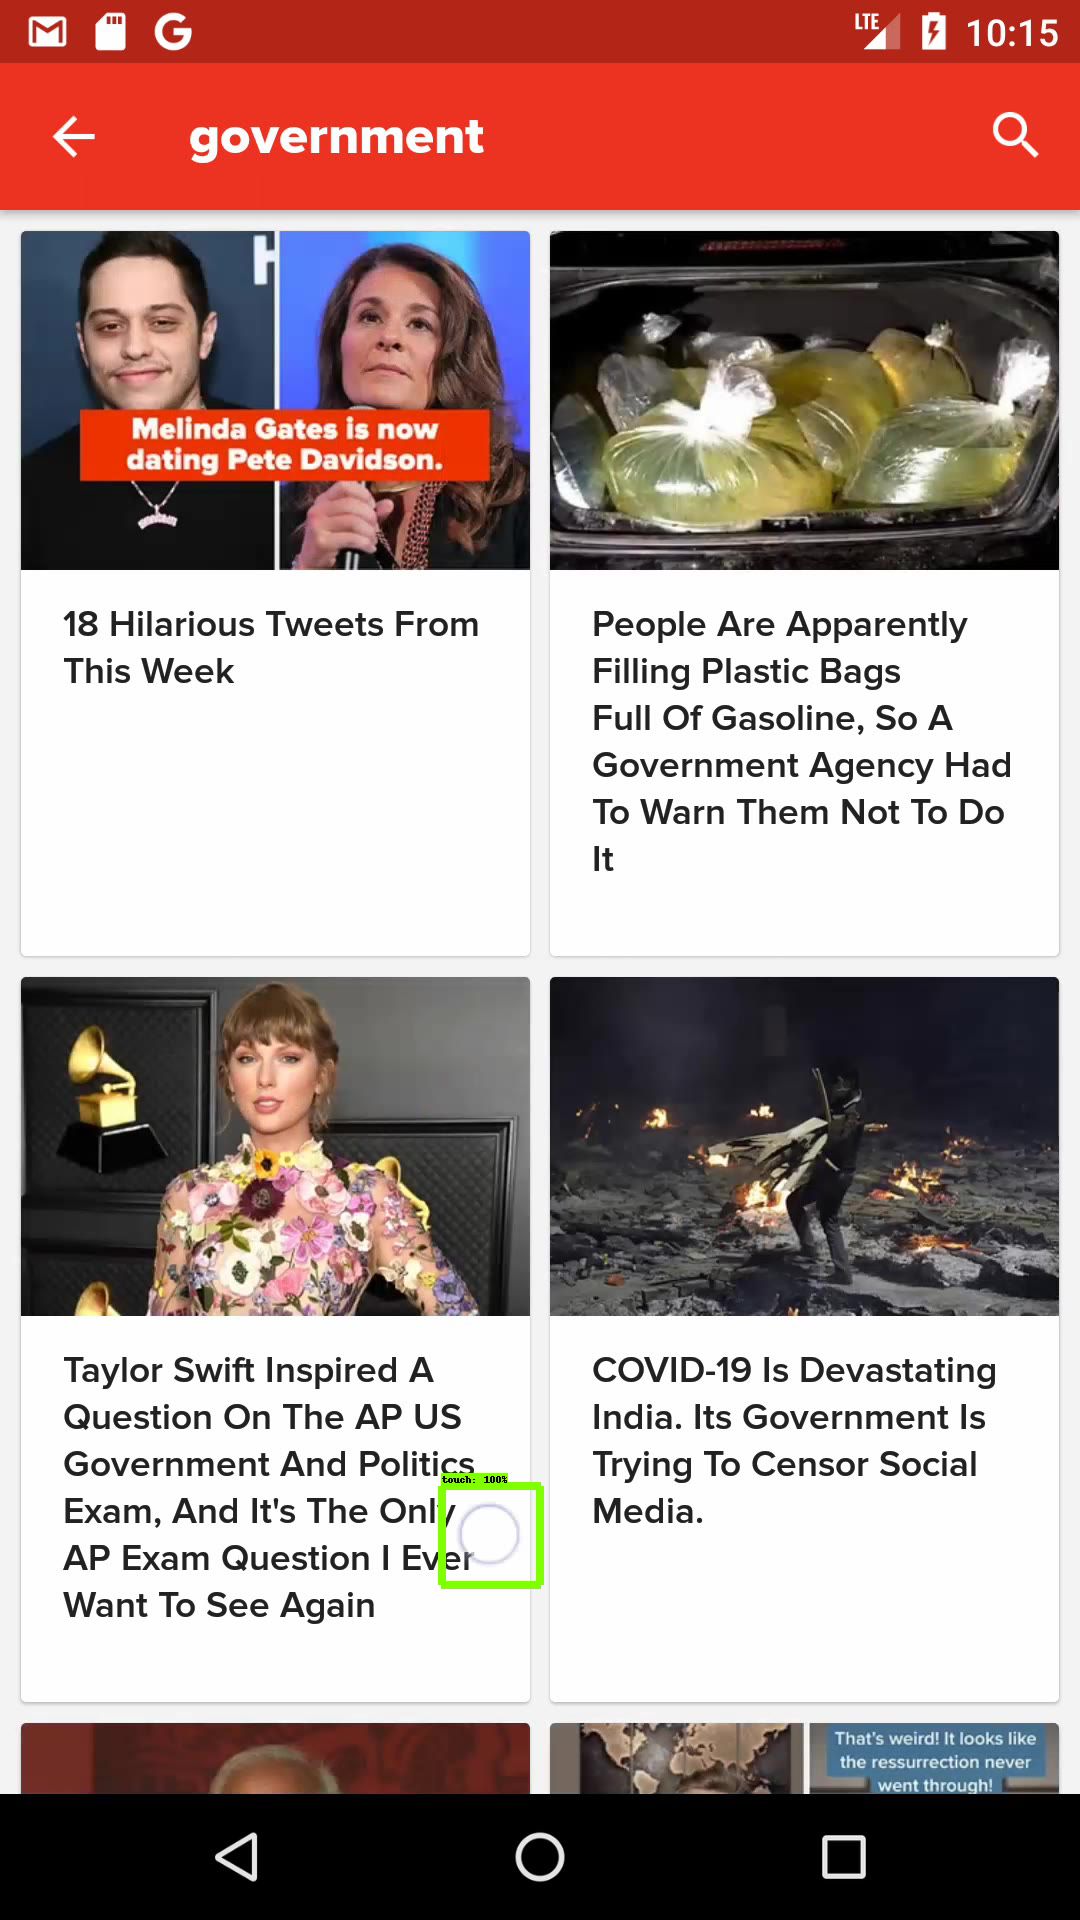 LTE 10:15
government
Melinda Gates is now
dating Pete Davidson.
18 Hilarious Tweets From
This Week
People Are Apparently
Filling Plastic Bags
Full Of Gasoline, So A
Government Agency Had
To Warn Them Not To Do
It
Taylor Swift Inspired A
Question On The AP US
Government And Politics
Exam, And It's The Only
AP Exam Question I Ever
Want To See Again
touch: 100%
COVID-19 Is Devastating
India. Its Government Is
Trying To Censor Social
Media.
That's weird! It looks like
the ressurrection never
went through!